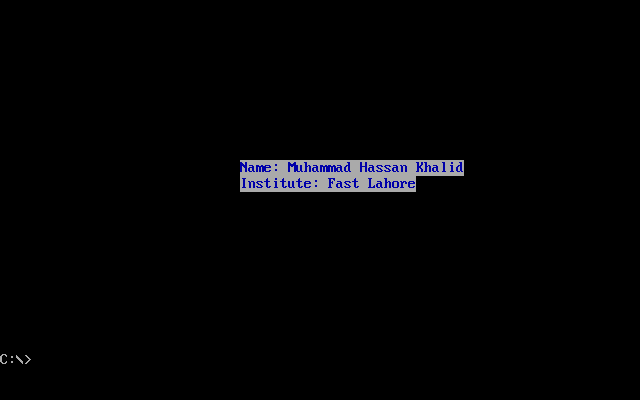 Name: Muhammad Hassan Khalid
Institute: Fast Lahore
C:\>